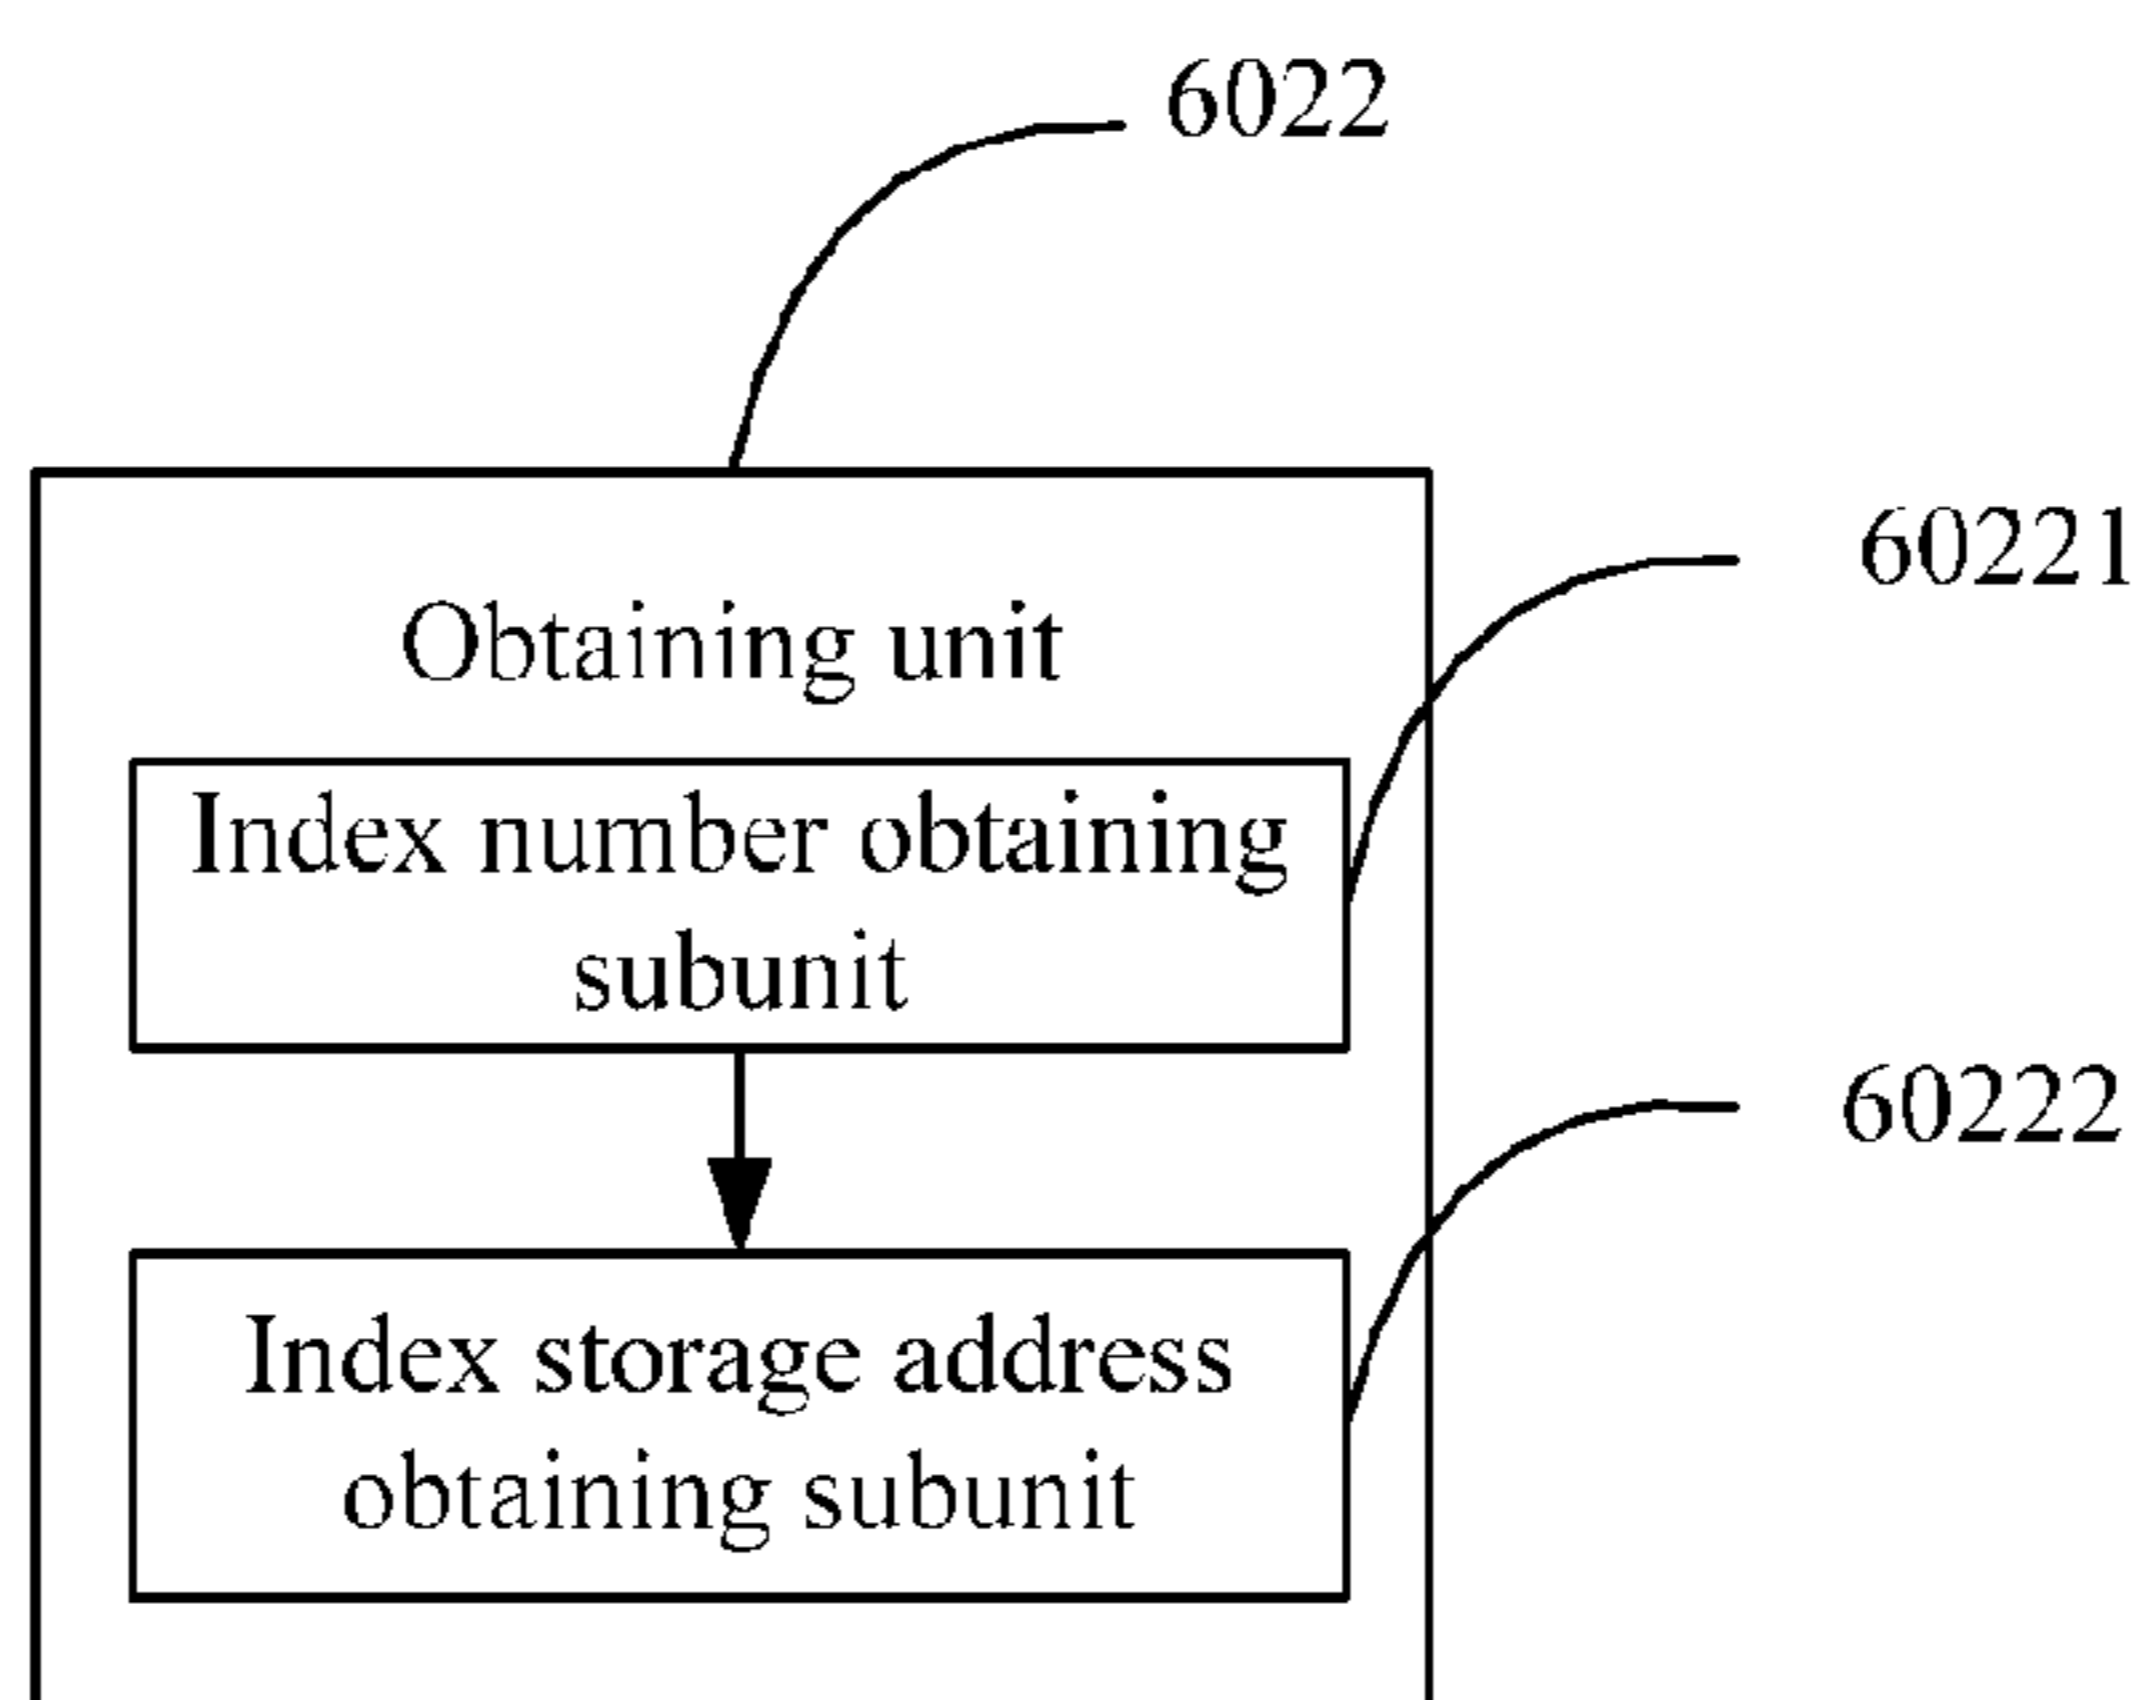 6022
60221
Obtaining unit
Index number obtaining
subunit
60222
Index storage address
obtaining subunit